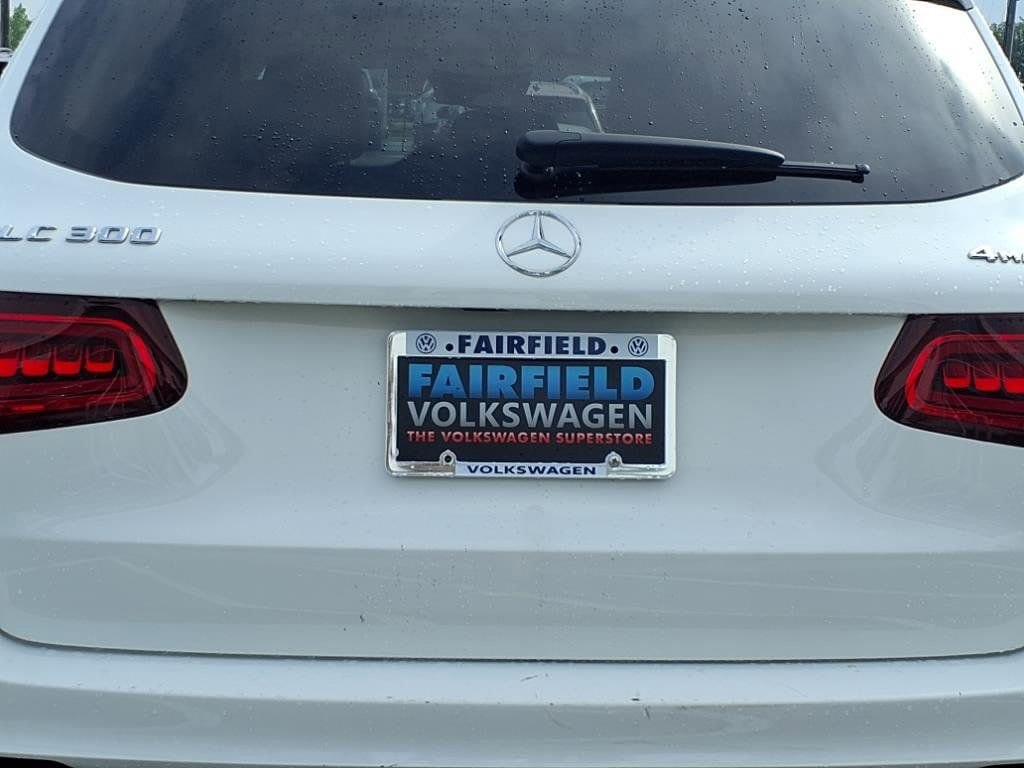 LC 300
4M
•FAIRFIELD•
FAIRFIELD
VOLKSWAGEN
THE VOLKSWAGEN SUPERSTORE
VOLKSWAGEN